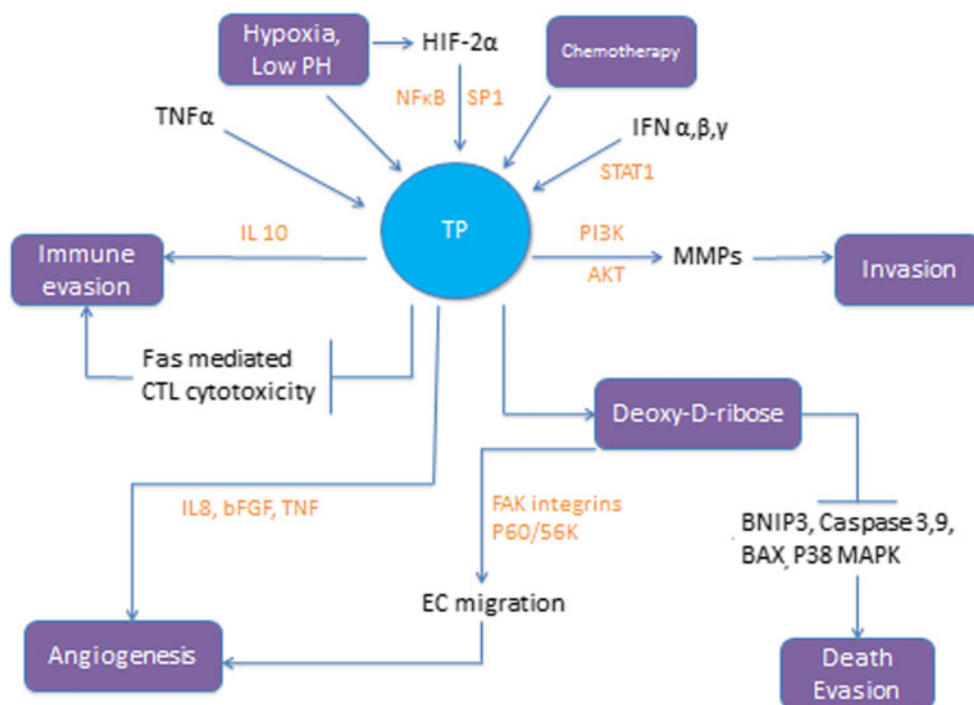 Hypoxia,
Low PH
HIF-2α
Chemotherapy
NFκB
SP1
TNFα
IFN α,β,γ
STAT1
TP
IL 10
PI3K
AKT
MMPs
Immune
evasion
Invasion
Fas mediated
CTL cytotoxicity
Deoxy-D-ribose
IL8, bFGF, TNF
FAK integrins
P60/56K
BNIP3, Caspase 3,9,
BAX, P38 MAPK
EC migration
Angiogenesis
Death
Evasion